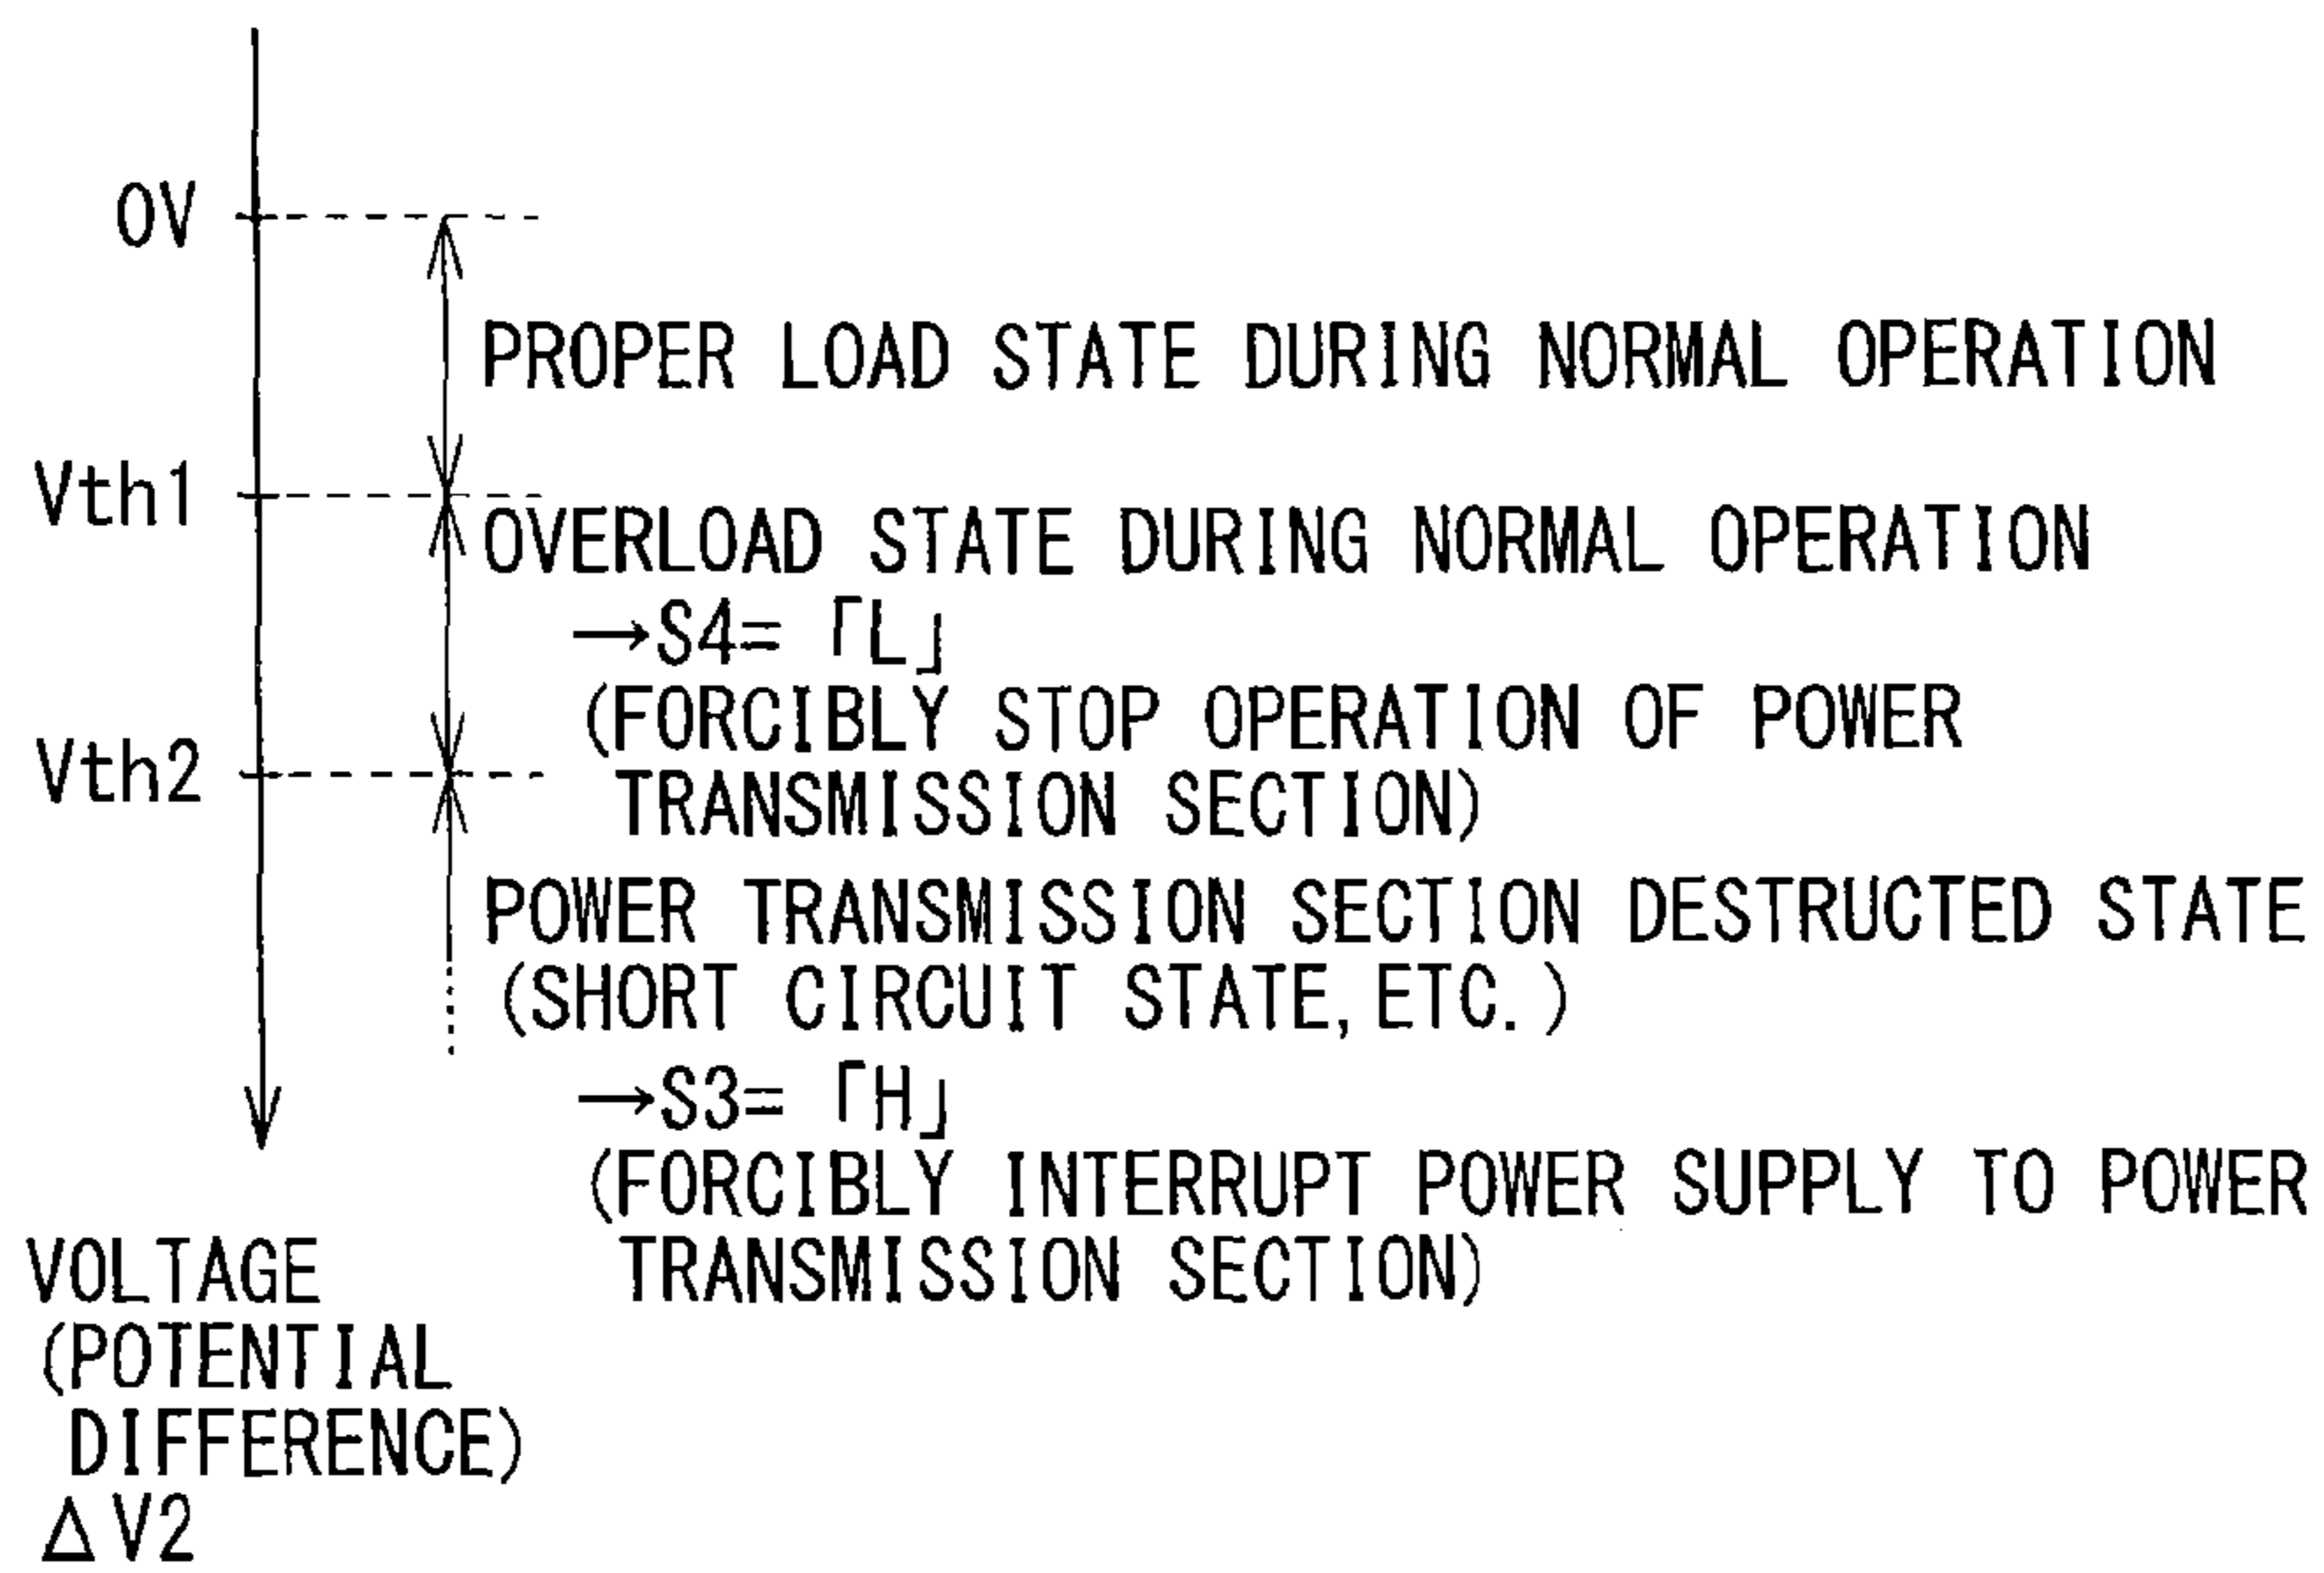 0V
PROPER LOAD STATE DURING NORMAL OPERATION
Vth1
OVERLOAD STATE DURING NORMAL OPERATION
→S4=「L」
(FORCIBLY STOP OPERATION OF POWER
Vth2
TRANSMISSION SECTION)
POWER TRANSMISSION SECTION DESTRUCTED STATE
(SHORT CIRCUIT STATE, ETC.)
→S3=「H」
(FORCIBLY INTERRUPT POWER SUPPLY TO POWER
TRANSMISSION SECTION)
VOLTAGE
(POTENTIAL
DIFFERENCE)
ΔV2